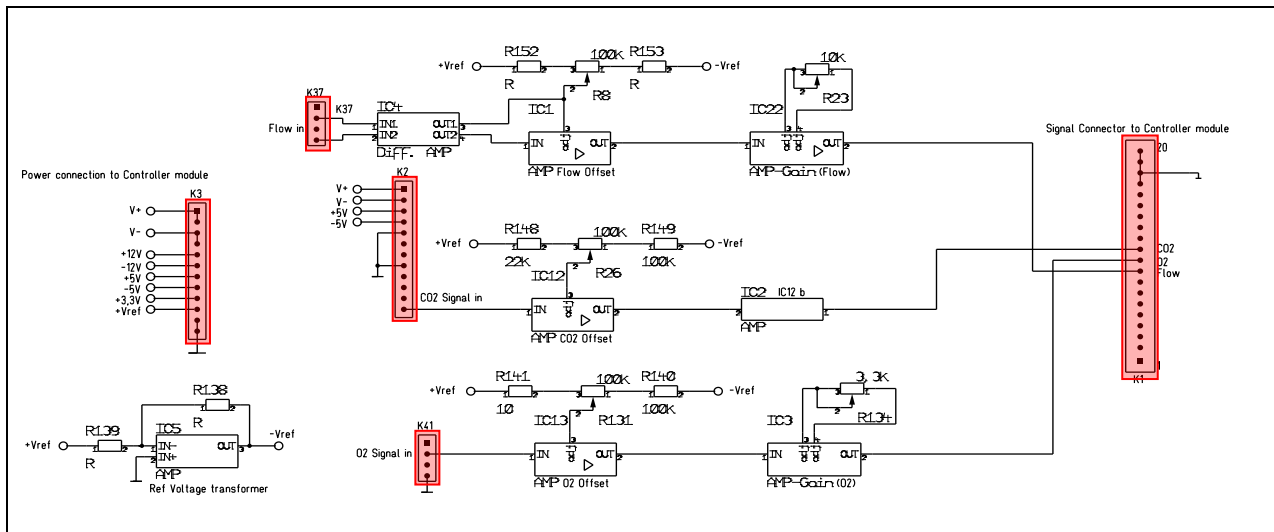 R152
100K
R153
+Vref
-Vref
R
R8
R
10K
R23
K37
K37
Flow in
IC4
IN1
IN2
OUT1
OUT2
Diff. AMP
IC1
IN
OUT
AMP Flow Offset
IC22
OUT
AMP-Gain (Flow)
Signal Connector to Controller module
20
CO2
O2
Flow
1
K1
Power connection to Controller module
K3
V+
V-
+12V
-12V
+5V
-5V
+3,3V
+Vref
K2
V+
V-
+5V
-5V
CO2 Signal in
R148
100K
R149
+Vref
-Vref
22K
R26
100K
IC12
IN
OUT
AMP CO2 Offset
IC2
IC12 b
AMP
R141
100K
R140
+Vref
-Vref
10
R131
100K
IC13
IN
OUT
AMP O2 Offset
3,3K
R134
IC3
IN
OUT
AMP-Gain (O2)
K41
O2 Signal in
R138
R
R139
R
+Vref
-Vref
IC5
IN-
IN+
OUT
AMP
Ref Voltage transformer